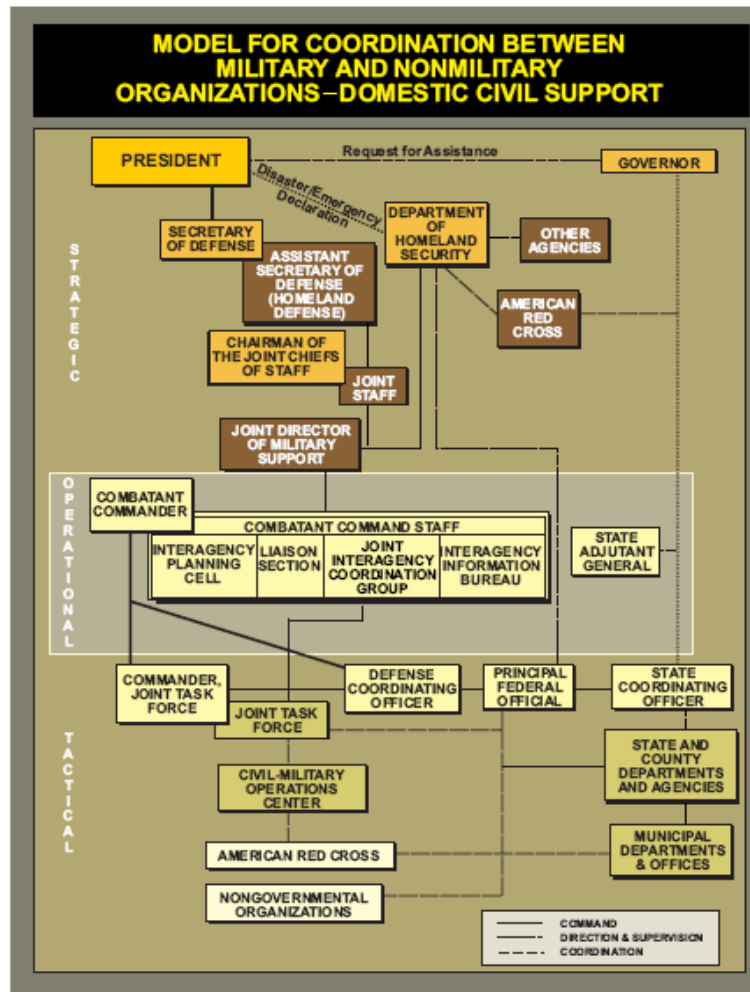 MODEL FOR COORDINATION BETWEEN
MILITARY AND NONMILITARY
ORGANIZATIONS–DOMESTIC CIVIL SUPPORT
PRESIDENT
Request for Assistance
GOVERNOR
Disaster/Emergency
Declaration
SECRETARY
OF DEFENSE
DEPARTMENT
OF
HOMELAND
SECURITY
OTHER
AGENCIES
STRATEGIC
ASSISTANT
SECRETARY OF
DEFENSE
(HOMELAND
DEFENSE)
AMERICAN
RED
CROSS
CHAIRMAN OF
THE JOINT CHIEFS
OF STAFF
JOINT
STAFF
JOINT DIRECTOR
OF MILITARY
SUPPORT
OPERATIONAL
COMBATANT
COMMANDER
COMBATANT COMMAND STAFF
INTERAGENCY
PLANNING
CELL
LIAISON
SECTION
JOINT
INTERAGENCY
COORDINATION
GROUP
INTERAGENCY
INFORMATION
BUREAU
STATE
ADJUTANT
GENERAL
TACTICAL
COMMANDER,
JOINT TASK
FORCE
DEFENSE
COORDINATING
OFFICER
PRINCIPAL
FEDERAL
OFFICIAL
STATE
COORDINATING
OFFICER
JOINT TASK
FORCE
STATE AND
COUNTY
DEPARTMENTS
AND AGENCIES
CIVIL-MILITARY
OPERATIONS
CENTER
MUNICIPAL
DEPARTMENTS
& OFFICES
AMERICAN RED CROSS
NONGOVERNMENTAL
ORGANIZATIONS
COMMAND
DIRECTION & SUPERVISION
COORDINATION